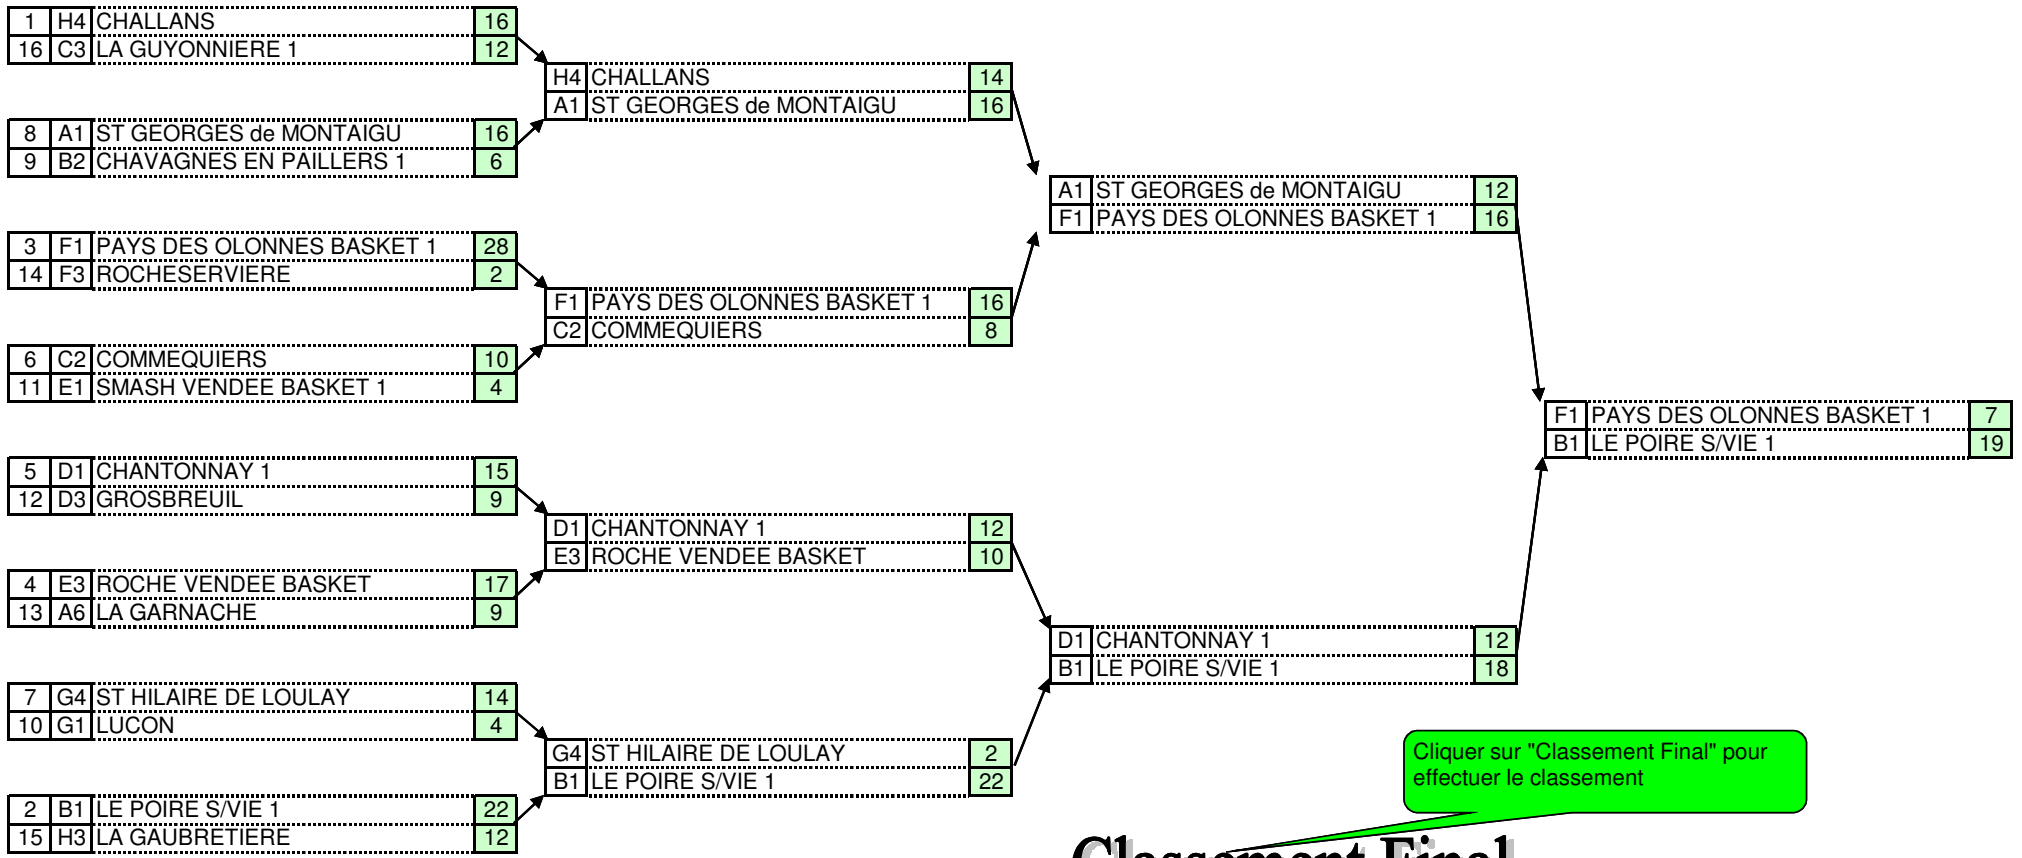 1 H4 CHALLANS 16
16 C3 LA GUYONNIERE 1 12
8 A1 ST GEORGES de MONTAIGU 16
9 B2 CHAVAGNES EN PAILLERS 1 6
3 F1 PAYS DES OLONNES BASKET 1 28
14 F3 ROCHESERVIERE 2
6 C2 COMMEQUIERS 10
11 E1 SMASH VENDEE BASKET 1 4
5 D1 CHANTONNAY 1 15
12 D3 GROSBREUIL 9
4 E3 ROCHE VENDEE BASKET 17
13 A6 LA GARNACHE 9
7 G4 ST HILAIRE DE LOULAY 14
10 G1 LUCON 4
2 B1 LE POIRE S/VIE 1 22
15 H3 LA GAUBRETIERE 12
H4 CHALLANS 14
A1 ST GEORGES de MONTAIGU 16
F1 PAYS DES OLONNES BASKET 1 16
C2 COMMEQUIERS 8
D1 CHANTONNAY 1 12
E3 ROCHE VENDEE BASKET 10
G4 ST HILAIRE DE LOULAY 2
B1 LE POIRE S/VIE 1 22
A1 ST GEORGES de MONTAIGU 12
F1 PAYS DES OLONNES BASKET 1 16
D1 CHANTONNAY 1 12
B1 LE POIRE S/VIE 1 18
F1 PAYS DES OLONNES BASKET 1 7
B1 LE POIRE S/VIE 1 19
Cliquer sur "Classement Final" pour
effectuer le classement
Classement Final